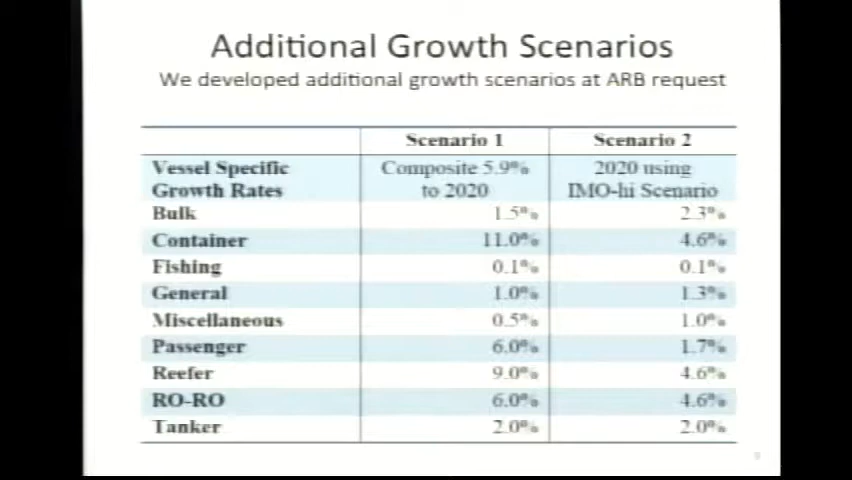 Additional Growth Scenarios
We developed additional growth scenarios at ARB request
Scenario 1 Scenario 2
Vessel Specific Growth Rates Composite 5.9% to 2020 2020 using IMO-hi Scenario
Bulk 1.5% 2.3%
Container 11.0% 4.6%
Fishing 0.1% 0.1%
General 1.0% 1.3%
Miscellaneous 0.5% 1.0%
Passenger 6.0% 1.7%
Reefer 9.0% 4.6%
RO-RO 6.0% 4.6%
Tanker 2.0% 2.0%